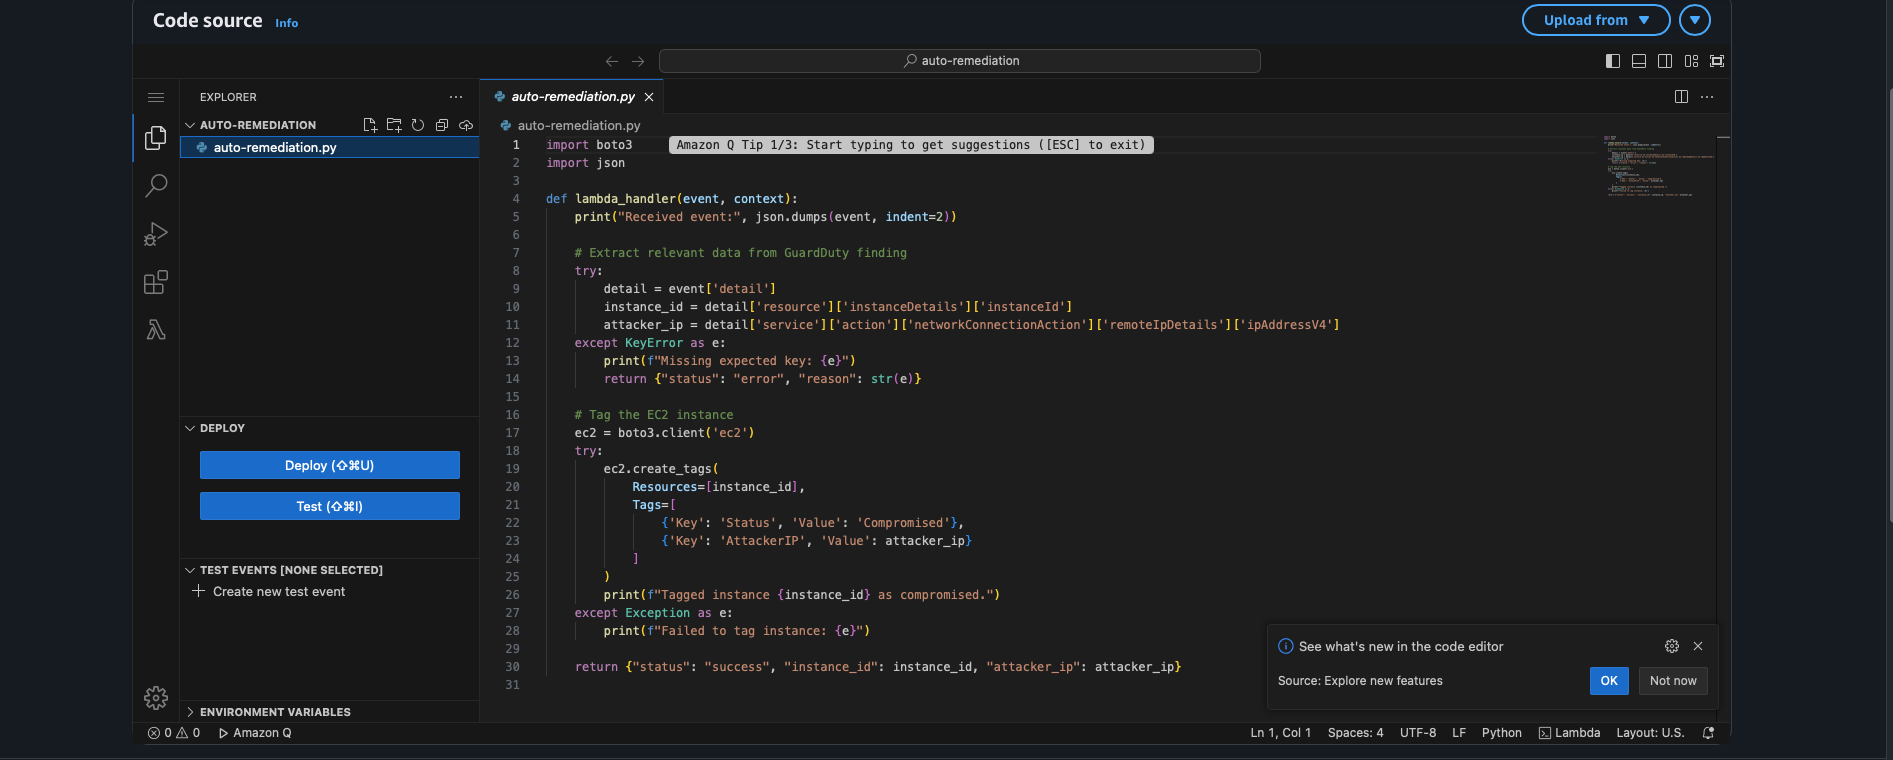 Code source Info
Upload from
auto-remediation
EXPLORER
auto-remediation.py
AUTO-REMEDIATION
auto-remediation.py
auto-remediation.py
1 import boto3 Amazon Q Tip 1/3: Start typing to get suggestions ([ESC] to exit)
2 import json
3
4 def lambda_handler(event, context):
5     print("Received event:", json.dumps(event, indent=2))
6
7     # Extract relevant data from GuardDuty finding
8     try:
9         detail = event['detail']
10         instance_id = detail['resource']['instanceDetails']['instanceId']
11         attacker_ip = detail['service']['action']['networkConnectionAction']['remoteIpDetails']['ipAddressV4']
12     except KeyError as e:
13         print(f"Missing expected key: {e}")
14         return {"status": "error", "reason": str(e)}
15
16     # Tag the EC2 instance
17     ec2 = boto3.client('ec2')
18     try:
19         ec2.create_tags(
20             Resources=[instance_id],
21             Tags=[
22                 {'Key': 'Status', 'Value': 'Compromised'},
23                 {'Key': 'AttackerIP', 'Value': attacker_ip}
24             ]
25         )
26         print(f"Tagged instance {instance_id} as compromised.")
27     except Exception as e:
28         print(f"Failed to tag instance: {e}")
29
30     return {"status": "success", "instance_id": instance_id, "attacker_ip": attacker_ip}
31
DEPLOY
Deploy (⇧⌘U)
Test (⇧⌘I)
TEST EVENTS [NONE SELECTED]
Create new test event
ENVIRONMENT VARIABLES
See what's new in the code editor
Source: Explore new features
OK
Not now
0 0 Amazon Q
Ln 1, Col 1 Spaces: 4 UTF-8 LF Python Lambda Layout: U.S.